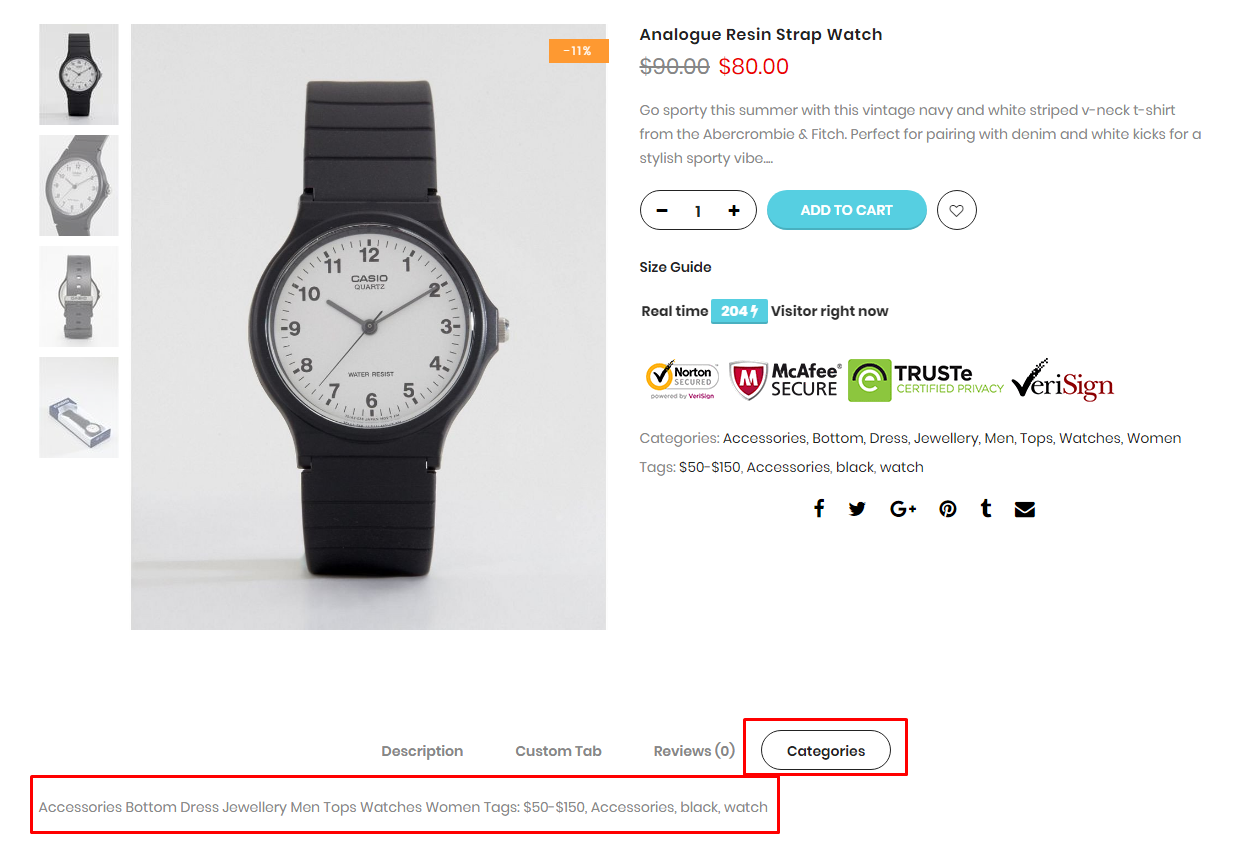 -11%
12
11
1
CASIO
QUARTZ
10
2
9
3
8
4
WATER RESIST
7
5
6
Analogue Resin Strap Watch
$90.00 $80.00
Go sporty this summer with this vintage navy and white striped v-neck t-shirt
from the Abercrombie & Fitch. Perfect for pairing with denim and white kicks for a
stylish sporty vibe....
− 1 + ADD TO CART
Size Guide
Real time 204 Visitor right now
Norton
SECURED
powered by VeriSign
McAfee®
SECURE
TRUSTe
CERTIFIED PRIVACY
VeriSign
Categories: Accessories, Bottom, Dress, Jewellery, Men, Tops, Watches, Women
Tags: $50-$150, Accessories, black, watch
Description Custom Tab Reviews (0) Categories
Accessories Bottom Dress Jewellery Men Tops Watches Women Tags: $50-$150, Accessories, black, watch